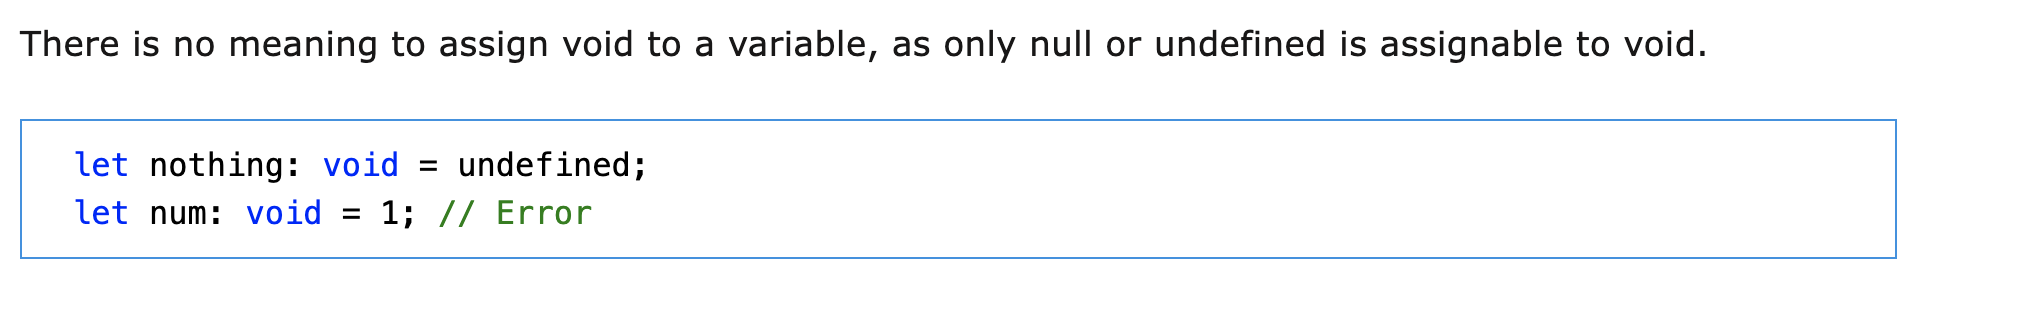 There is no meaning to assign void to a variable, as only null or undefined is assignable to void.
let nothing: void = undefined;
let num: void = 1; // Error